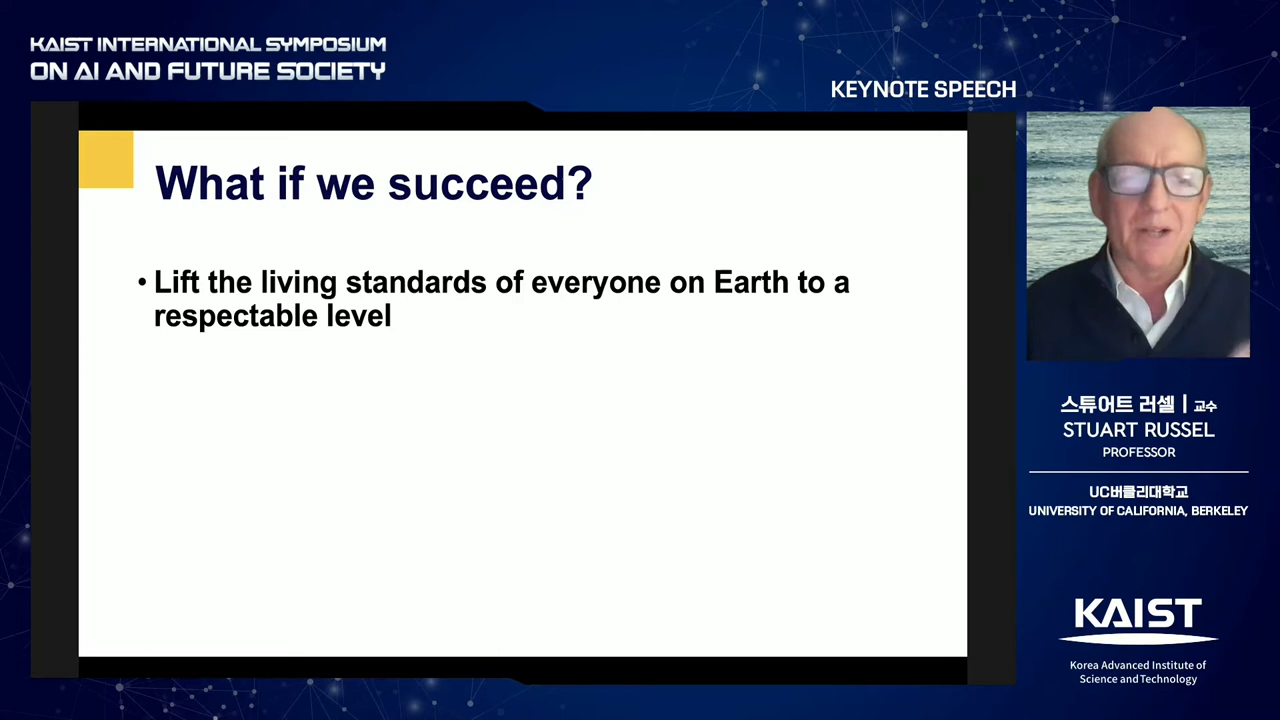 KAIST INTERNATIONAL SYMPOSIUM
ON AI AND FUTURE SOCIETY
KEYNOTE SPEECH
What if we succeed?
• Lift the living standards of everyone on Earth to a
respectable level
스튜어트 러셀 | 교수
STUART RUSSEL
PROFESSOR
UC버클리대학교
UNIVERSITY OF CALIFORNIA, BERKELEY
KAIST
Korea Advanced Institute of
Science and Technology